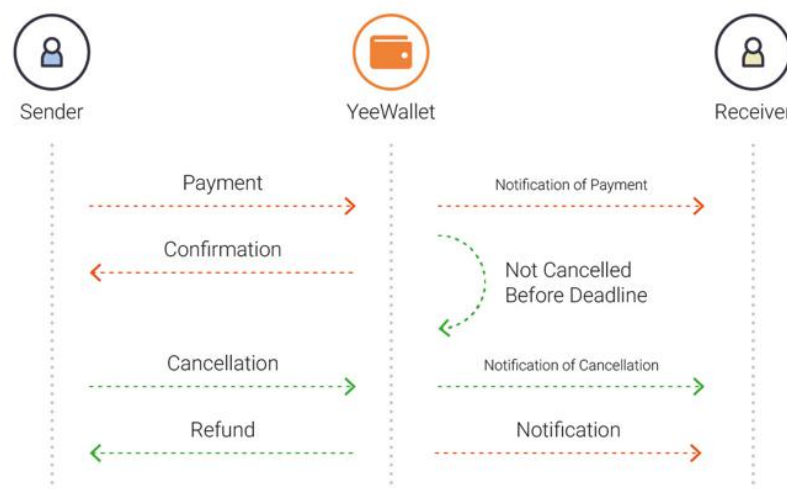 Sender
YeeWallet
Receiver
Payment
Notification of Payment
Confirmation
Not Cancelled
Before Deadline
Cancellation
Notification of Cancellation
Refund
Notification